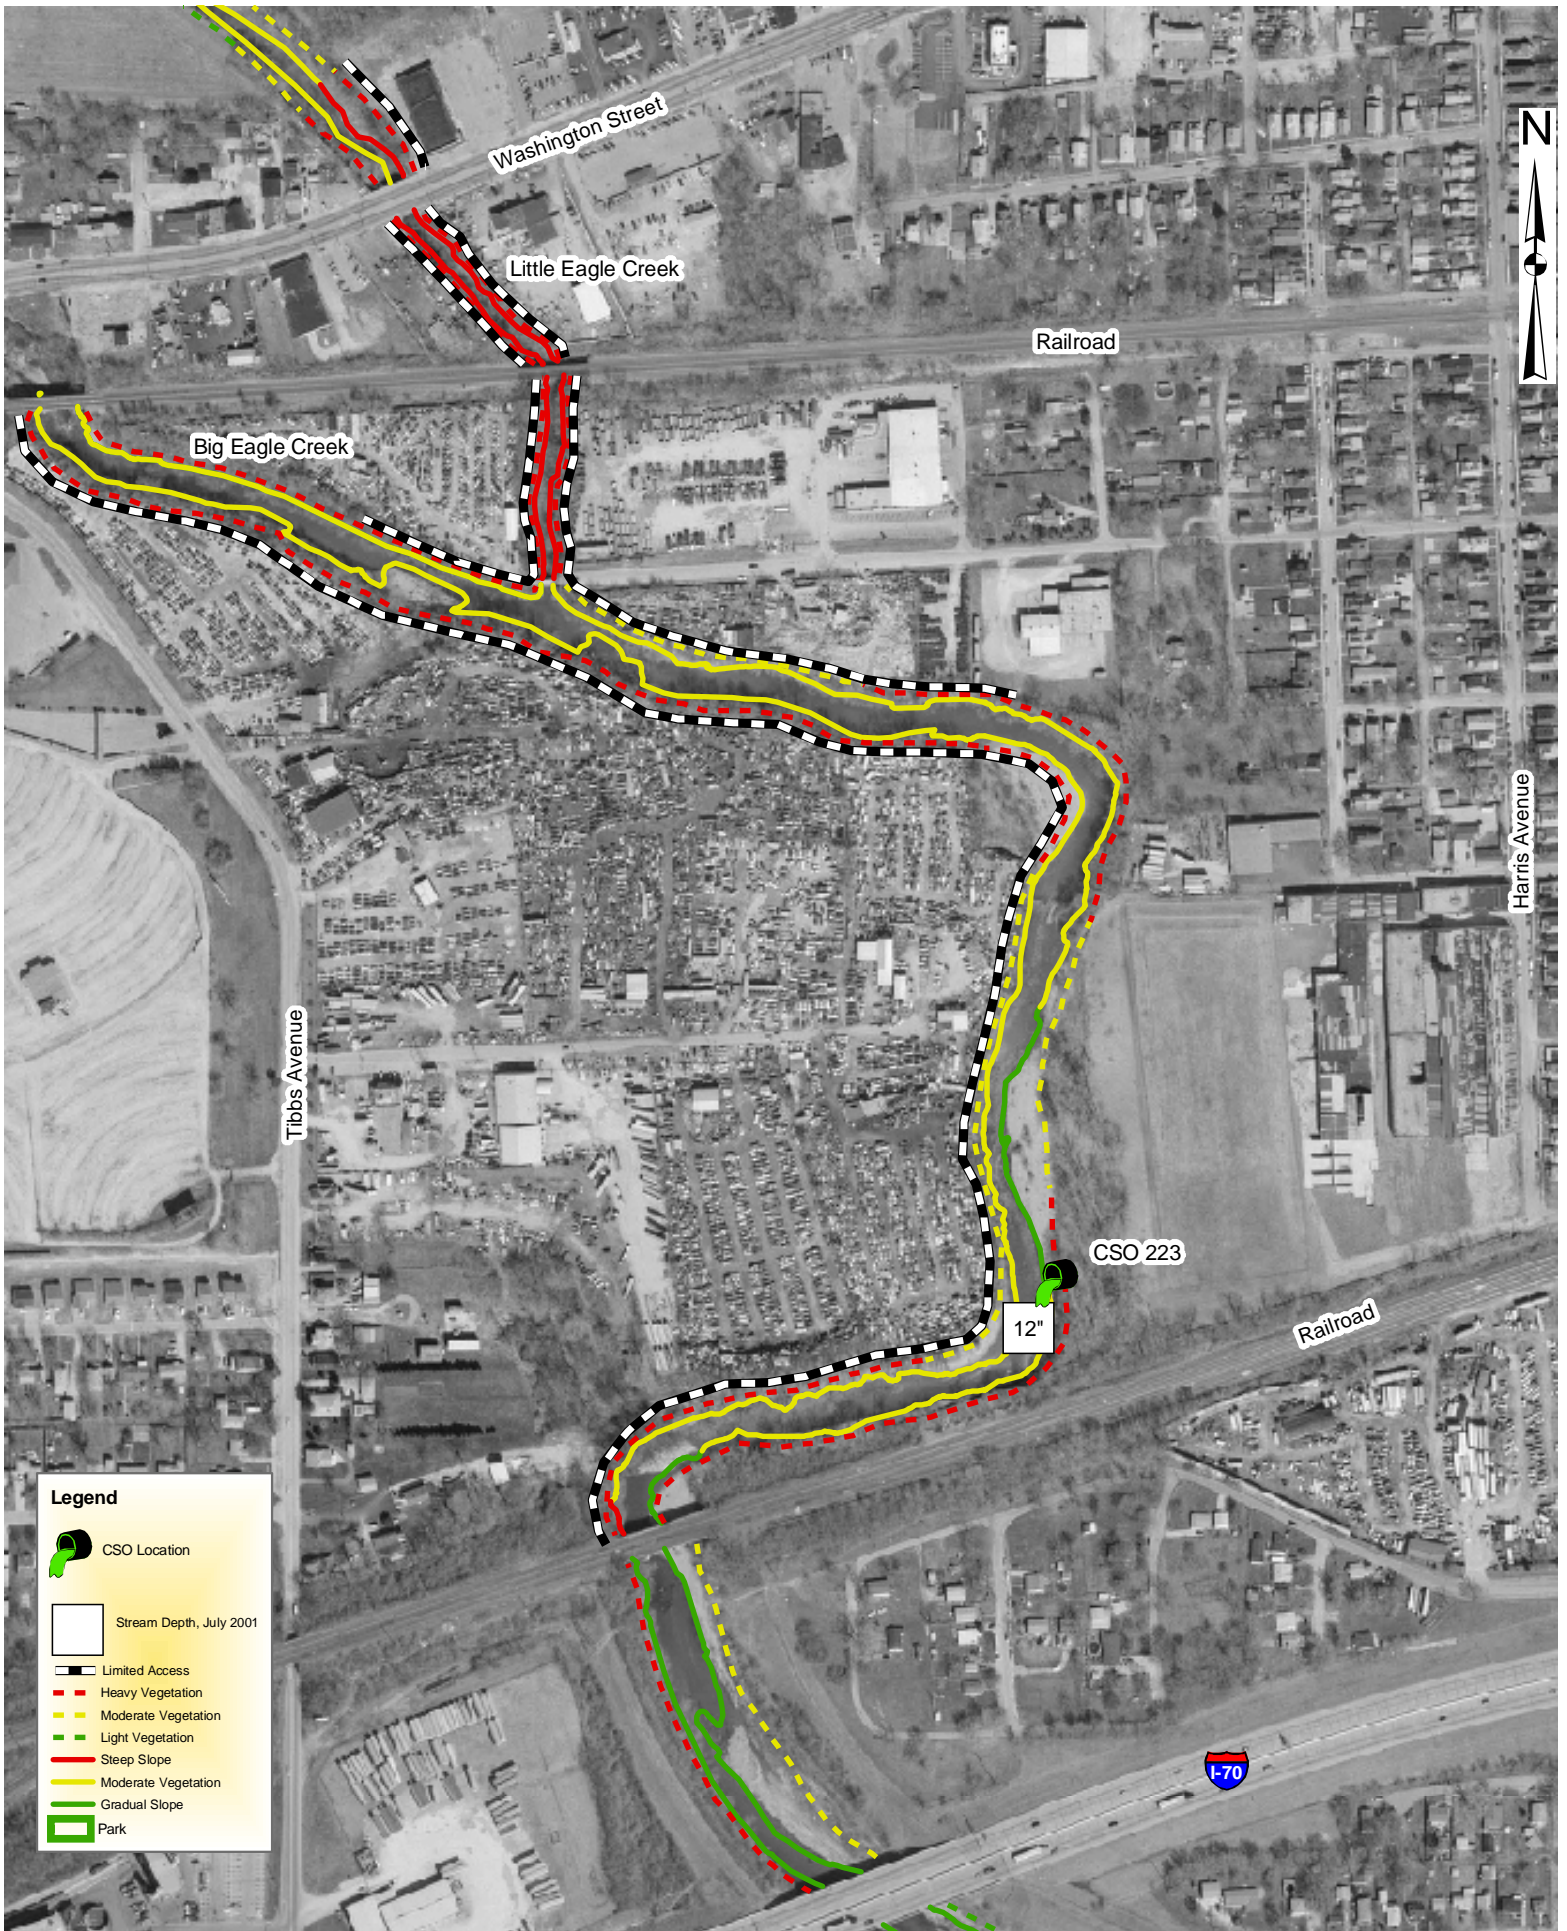 Washington Street
N
Little Eagle Creek
Railroad
Big Eagle Creek
Harris Avenue
Tibbs Avenue
CSO 223
12"
Railroad
Legend
CSO Location
Stream Depth, July 2001
Limited Access
Heavy Vegetation
Moderate Vegetation
Light Vegetation
Steep Slope
Moderate Vegetation
Gradual Slope
Park
I-70